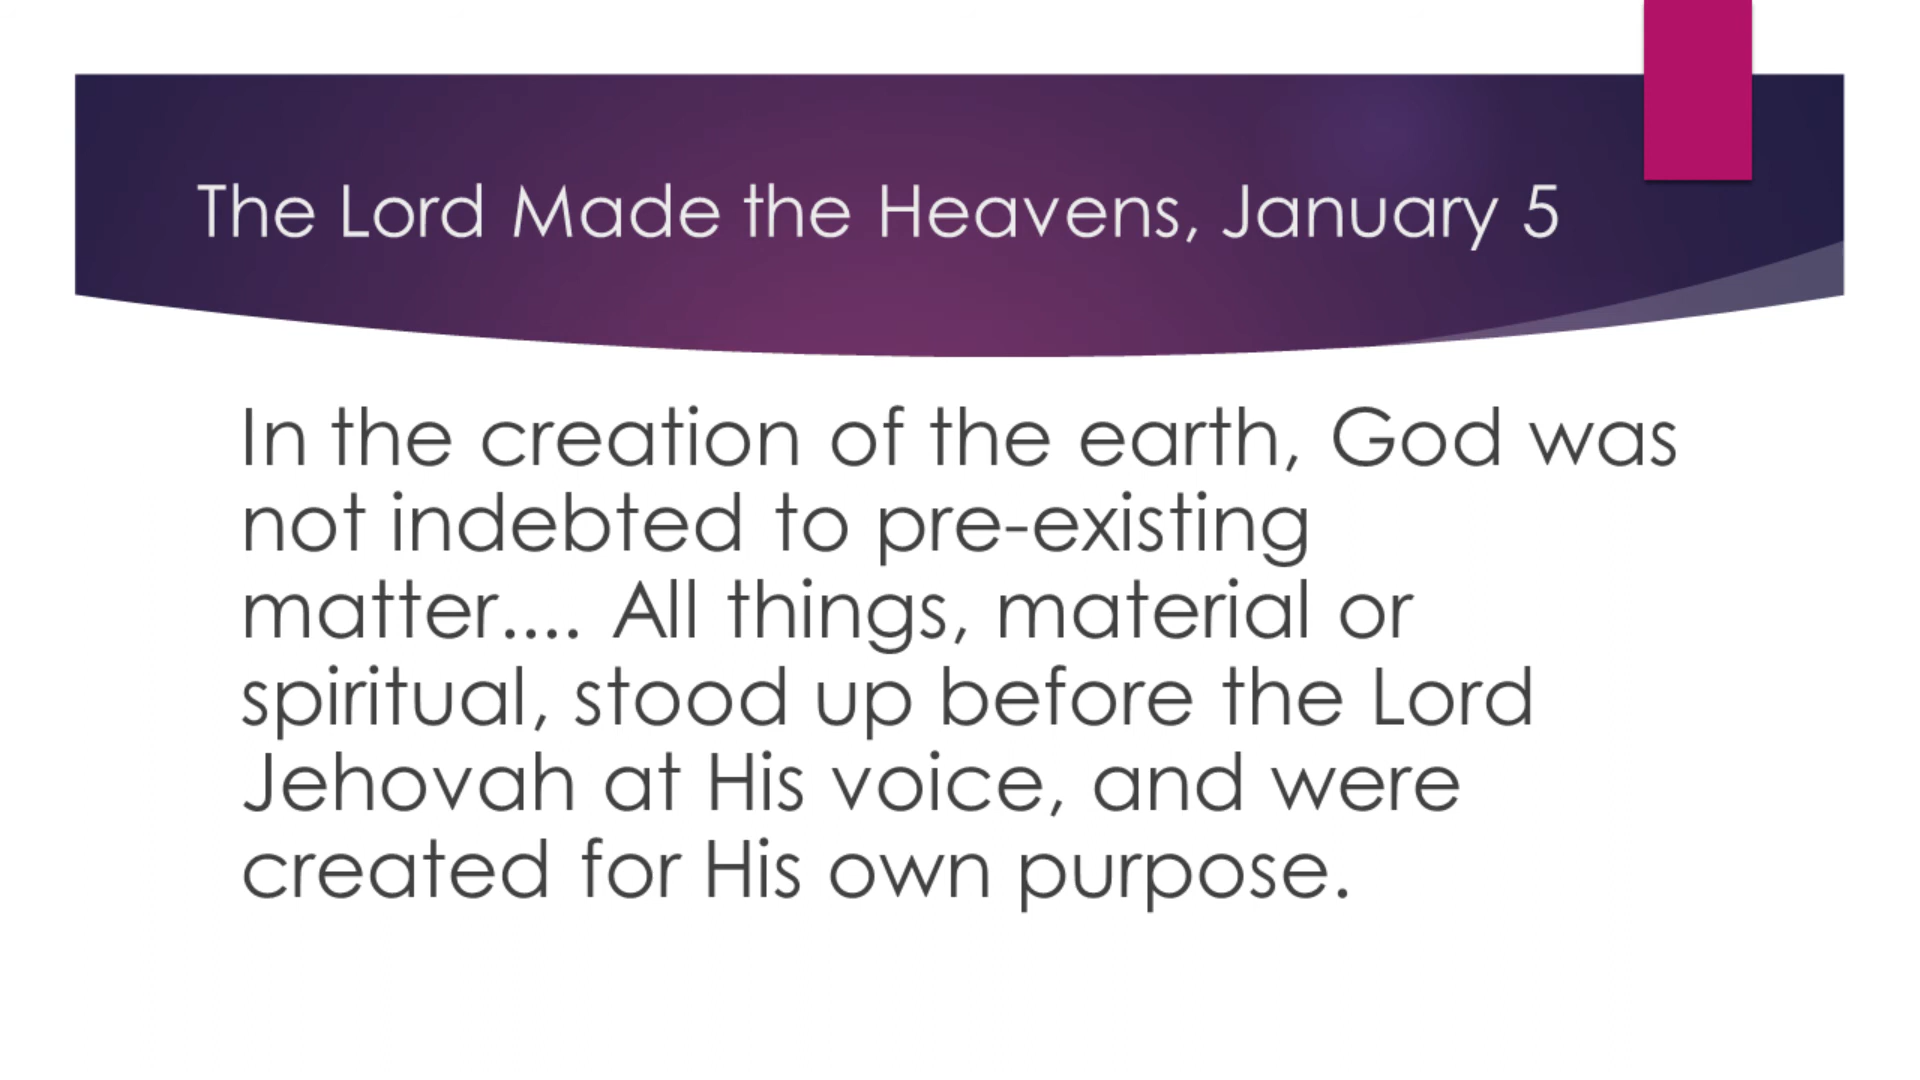 The Lord Made the Heavens, January 5
In the creation of the earth, God was
not indebted to pre-existing
matter.... All things, material or
spiritual, stood up before the Lord
Jehovah at His voice, and were
created for His own purpose.